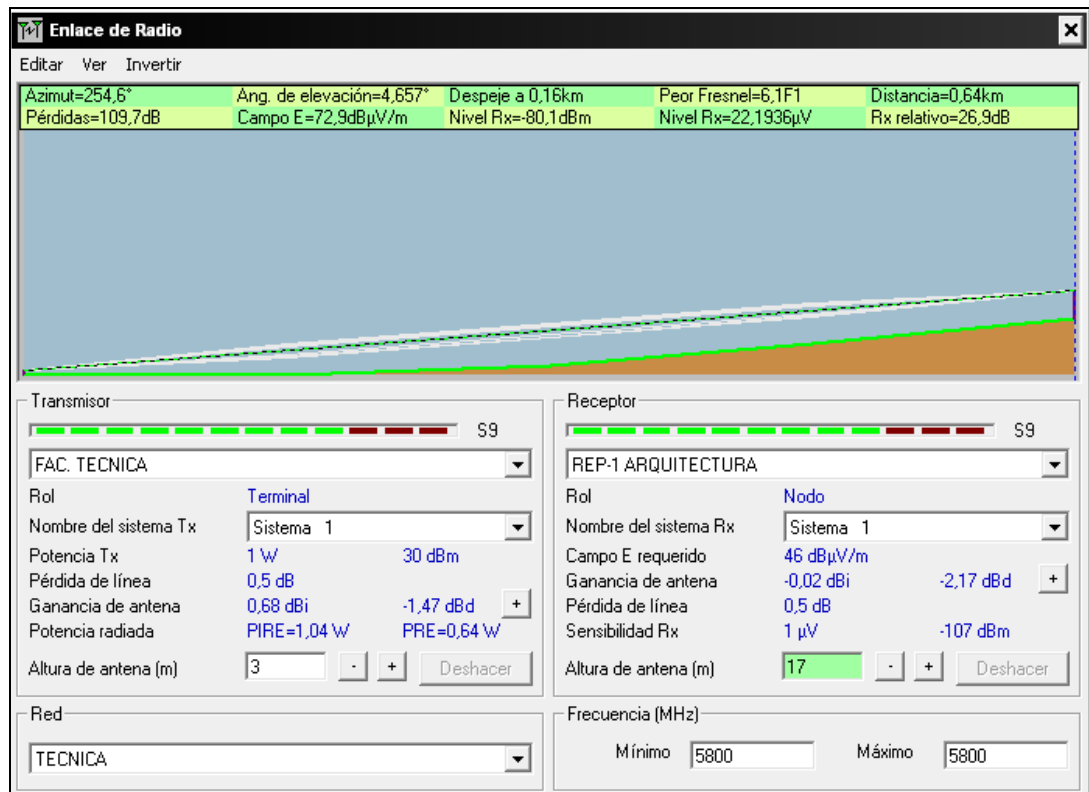 Enlace de Radio
Editar Ver Invertir
Azimut=254,6° Ang. de elevación=4,657° Despeje a 0,16km Peor Fresnel=6,1F1 Distancia=0,64km
Pérdidas=109,7dB Campo E=72,9dBµV/m Nivel Rx=-80,1dBm Nivel Rx=22,1936µV Rx relativo=26,9dB
Transmisor
S9
FAC. TECNICA
Rol Terminal
Nombre del sistema Tx Sistema 1
Potencia Tx 1 W 30 dBm
Pérdida de línea 0,5 dB
Ganancia de antena 0,68 dBi -1,47 dBd +
Potencia radiada PIRE=1,04 W PRE=0,64 W
Altura de antena (m) 3 - + Deshacer
Receptor
S9
REP-1 ARQUITECTURA
Rol Nodo
Nombre del sistema Rx Sistema 1
Campo E requerido 46 dBµV/m
Ganancia de antena -0,02 dBi -2,17 dBd +
Pérdida de línea 0,5 dB
Sensibilidad Rx 1 µV -107 dBm
Altura de antena (m) 17 - + Deshacer
Red
TECNICA
Frecuencia (MHz)
Mínimo 5800 Máximo 5800